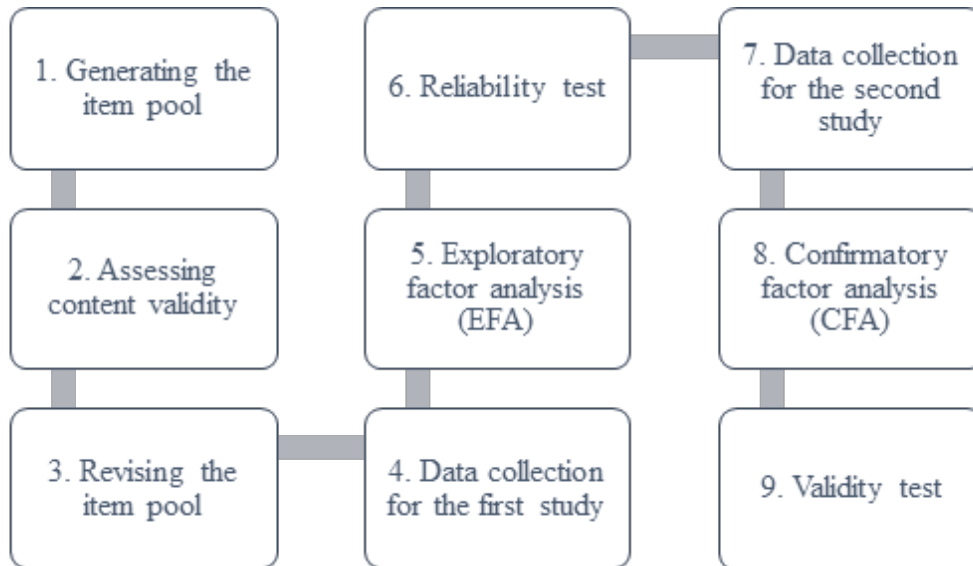 1. Generating the
item pool
2. Assessing
content validity
3. Revising the
item pool
4. Data collection
for the first study
5. Exploratory
factor analysis
(EFA)
6. Reliability test
7. Data collection
for the second
study
8. Confirmatory
factor analysis
(CFA)
9. Validity test